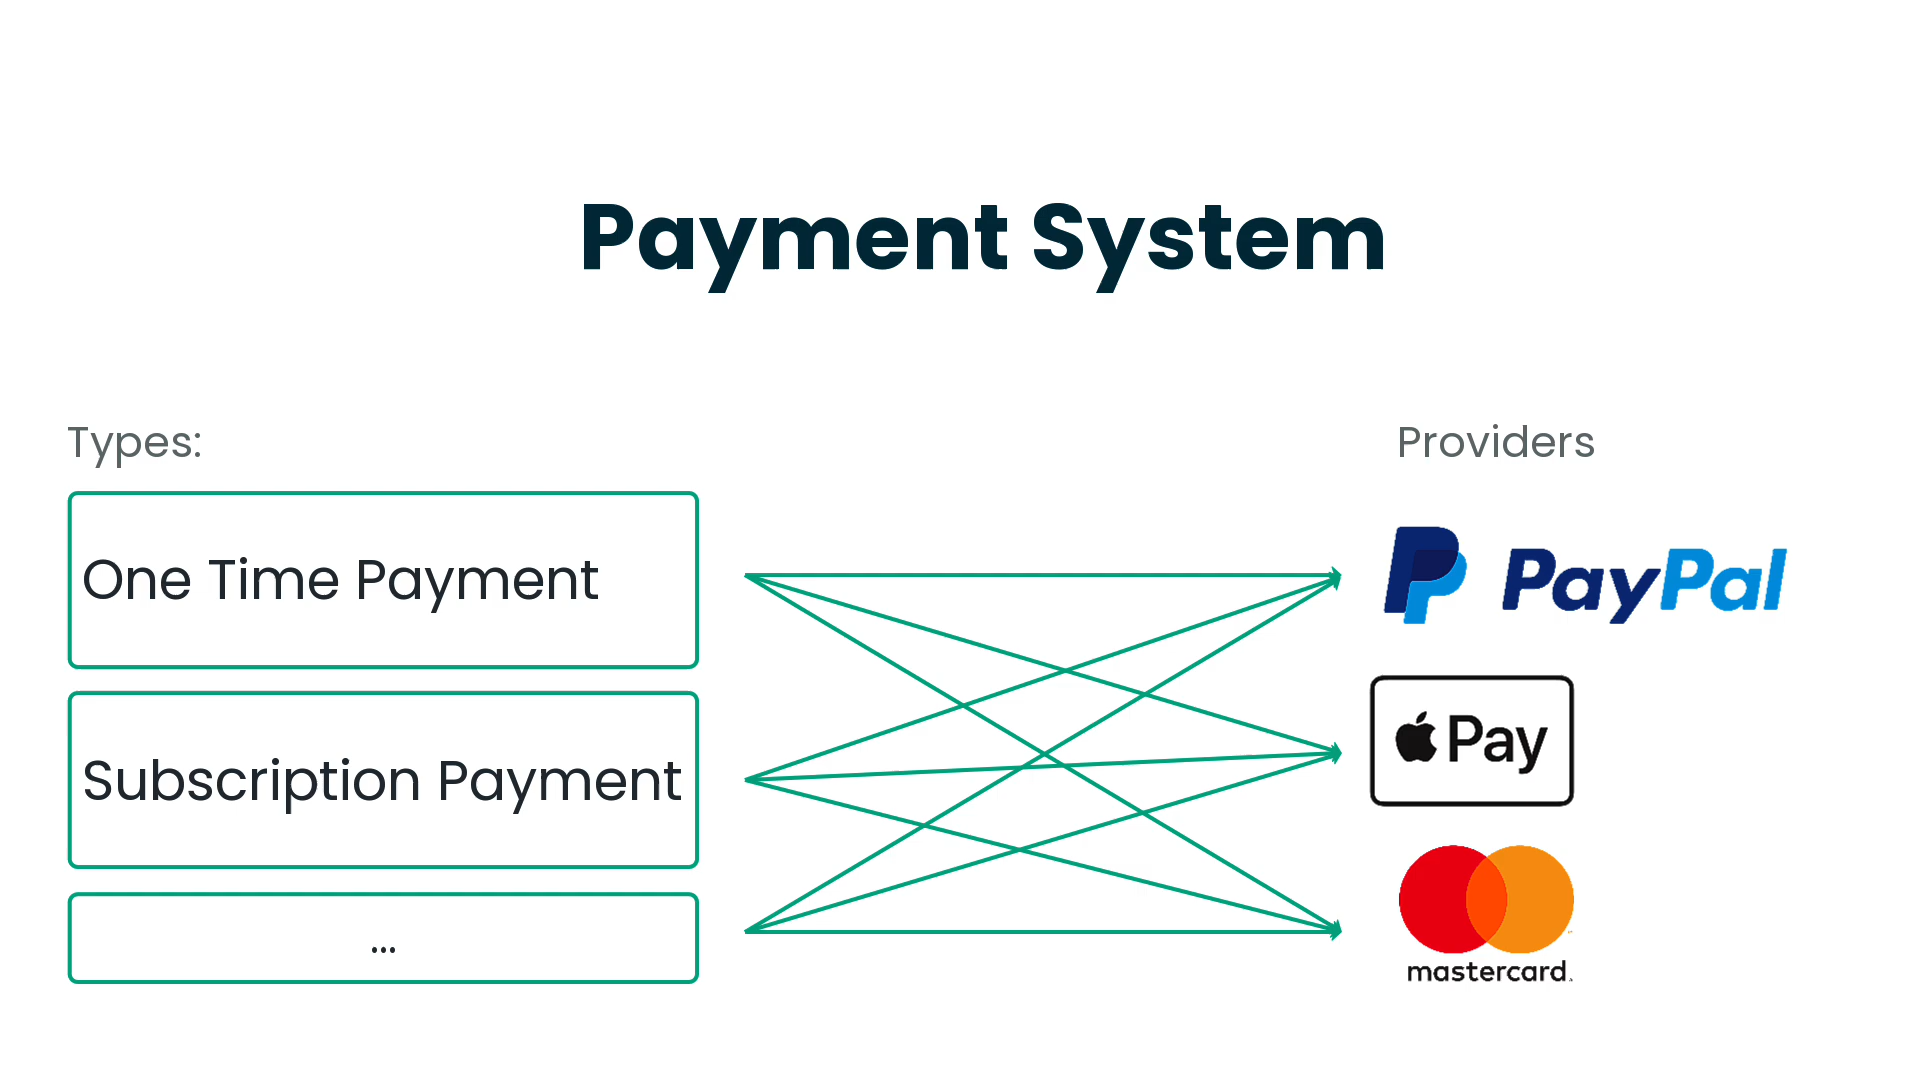 Payment System
Types:
Providers
One Time Payment
PayPal
Subscription Payment
Pay
...
mastercard.